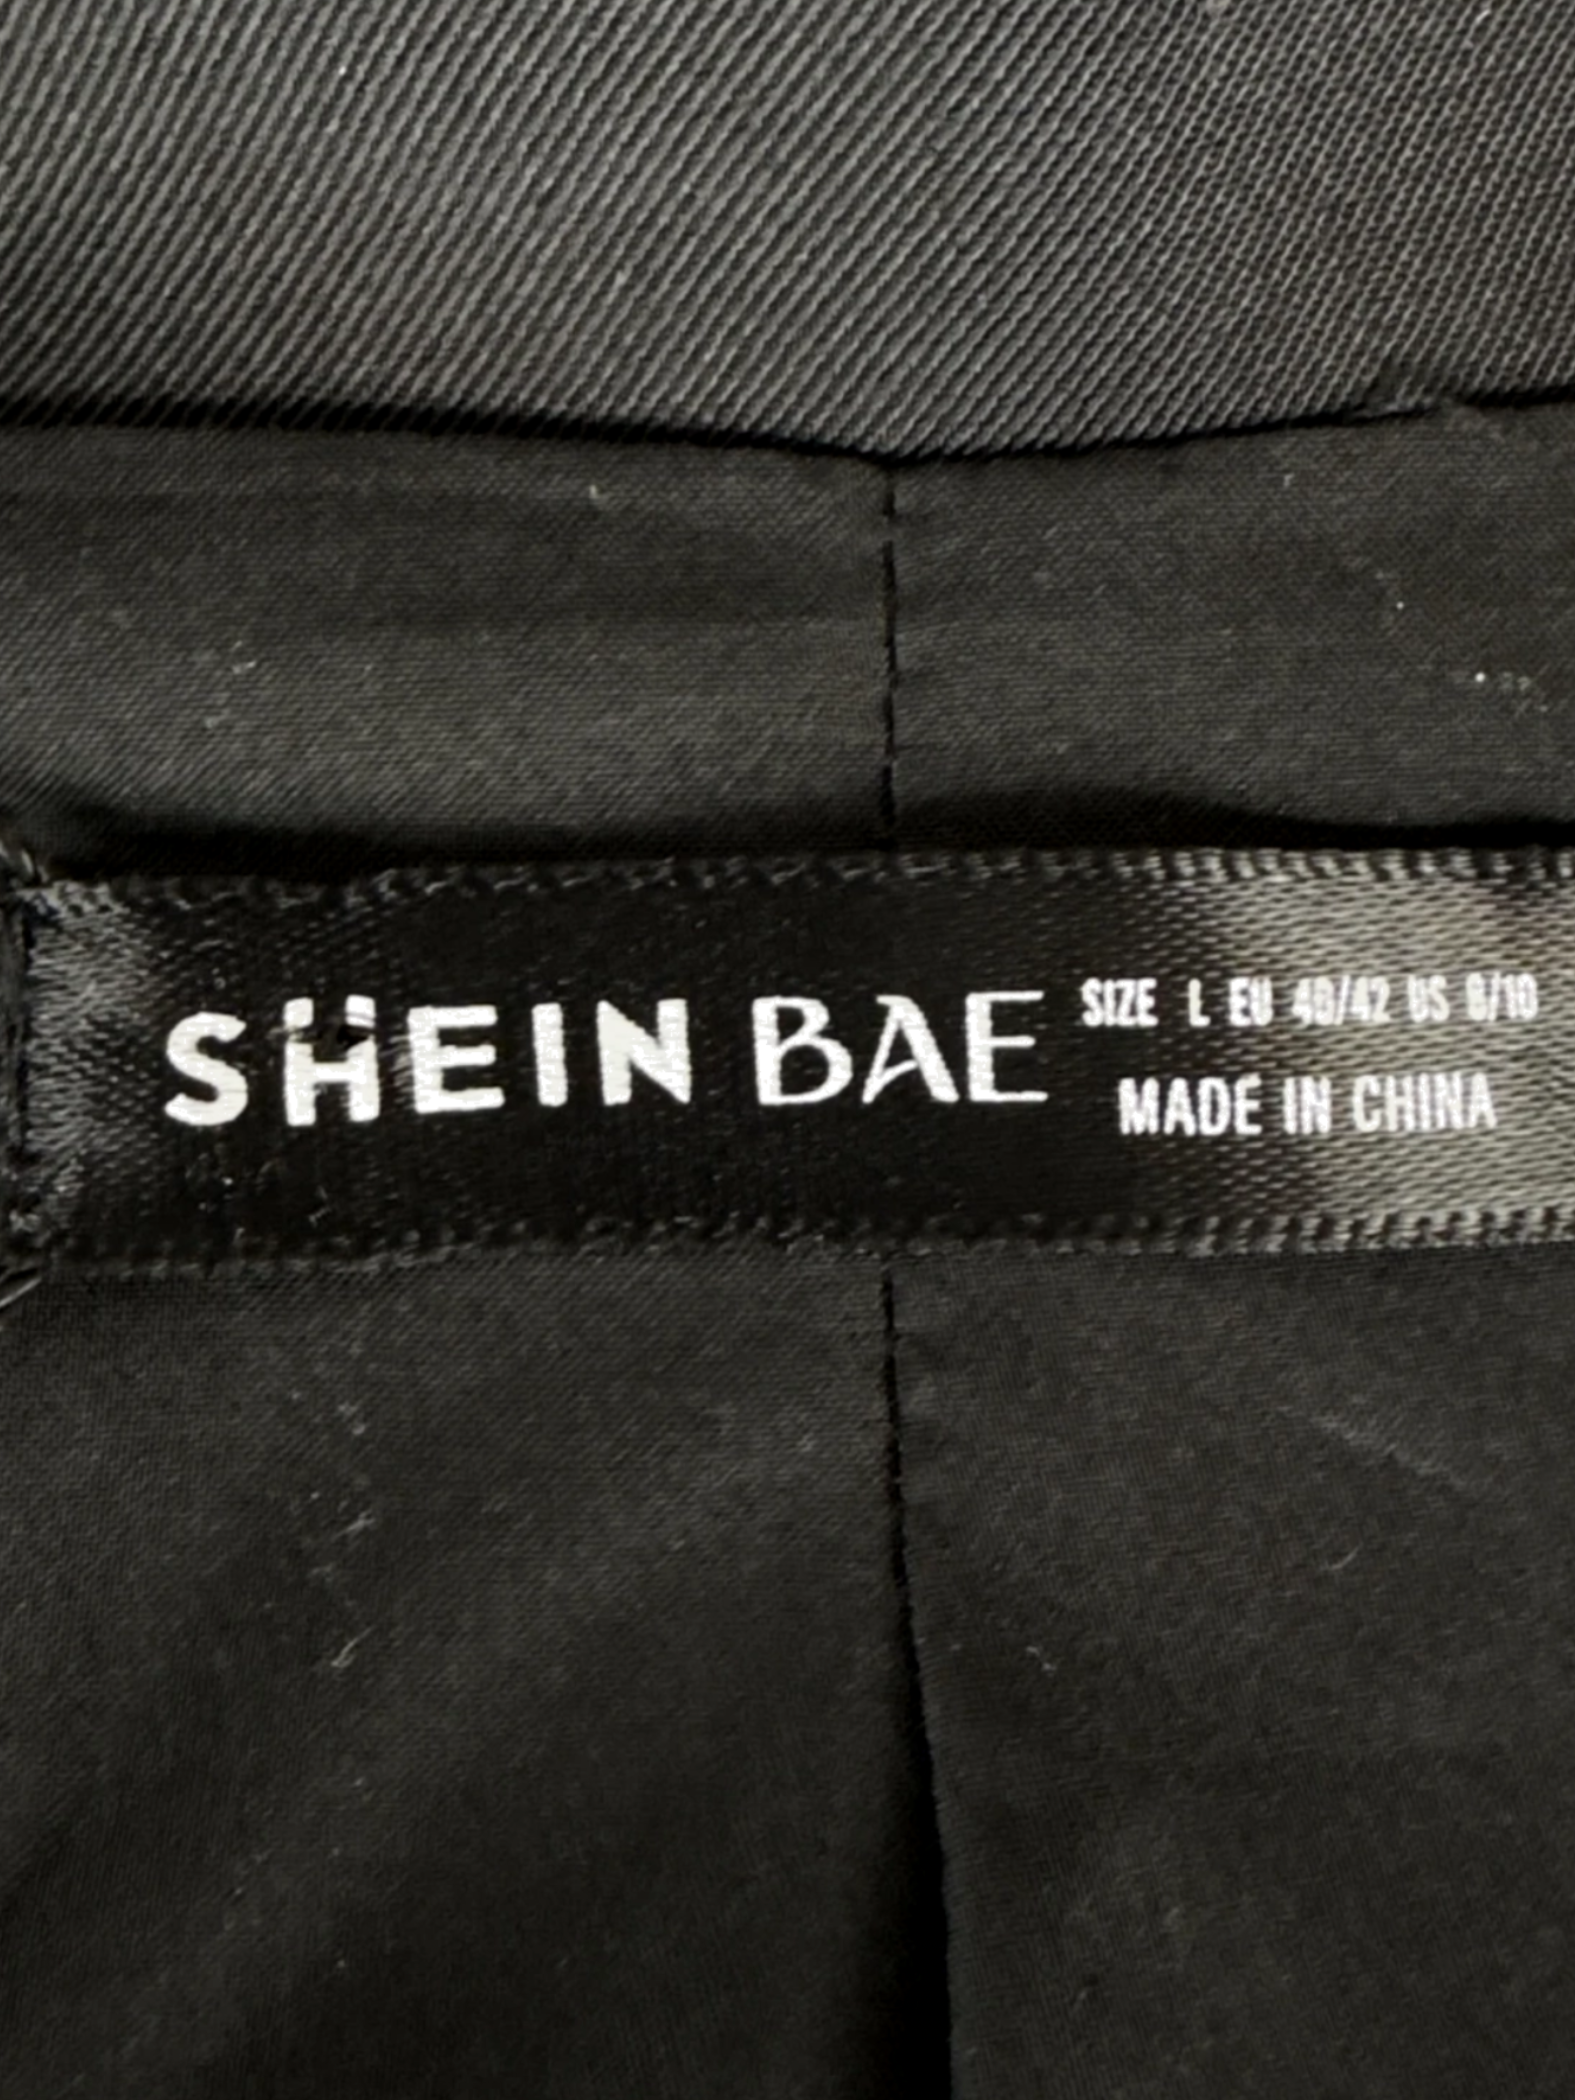 SHEIN BAE
SIZE L EU 40/42 US 8/10
MADE IN CHINA